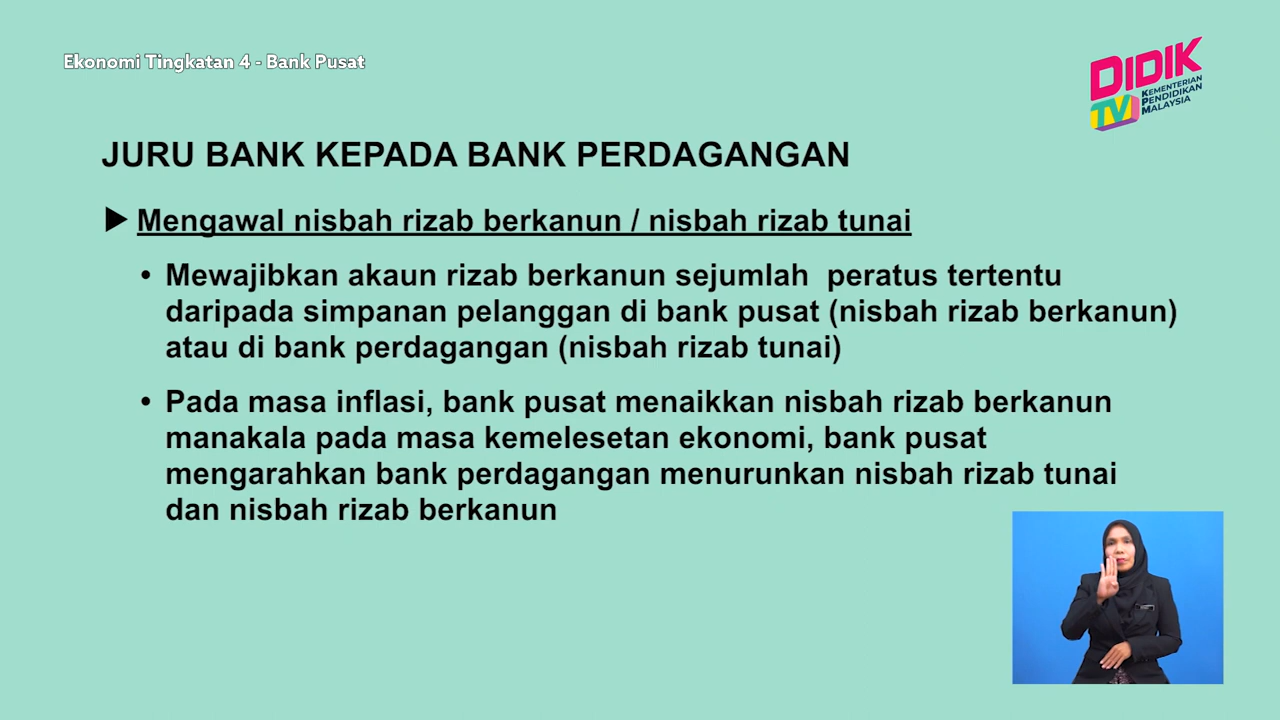 Ekonomi Tingkatan 4 - Bank Pusat
DIDIK
TV
KEMENTERIAN
PENDIDIKAN
MALAYSIA
JURU BANK KEPADA BANK PERDAGANGAN
▶ Mengawal nisbah rizab berkanun / nisbah rizab tunai
• Mewajibkan akaun rizab berkanun sejumlah  peratus tertentu
daripada simpanan pelanggan di bank pusat (nisbah rizab berkanun)
atau di bank perdagangan (nisbah rizab tunai)
• Pada masa inflasi, bank pusat menaikkan nisbah rizab berkanun
manakala pada masa kemelesetan ekonomi, bank pusat
mengarahkan bank perdagangan menurunkan nisbah rizab tunai
dan nisbah rizab berkanun